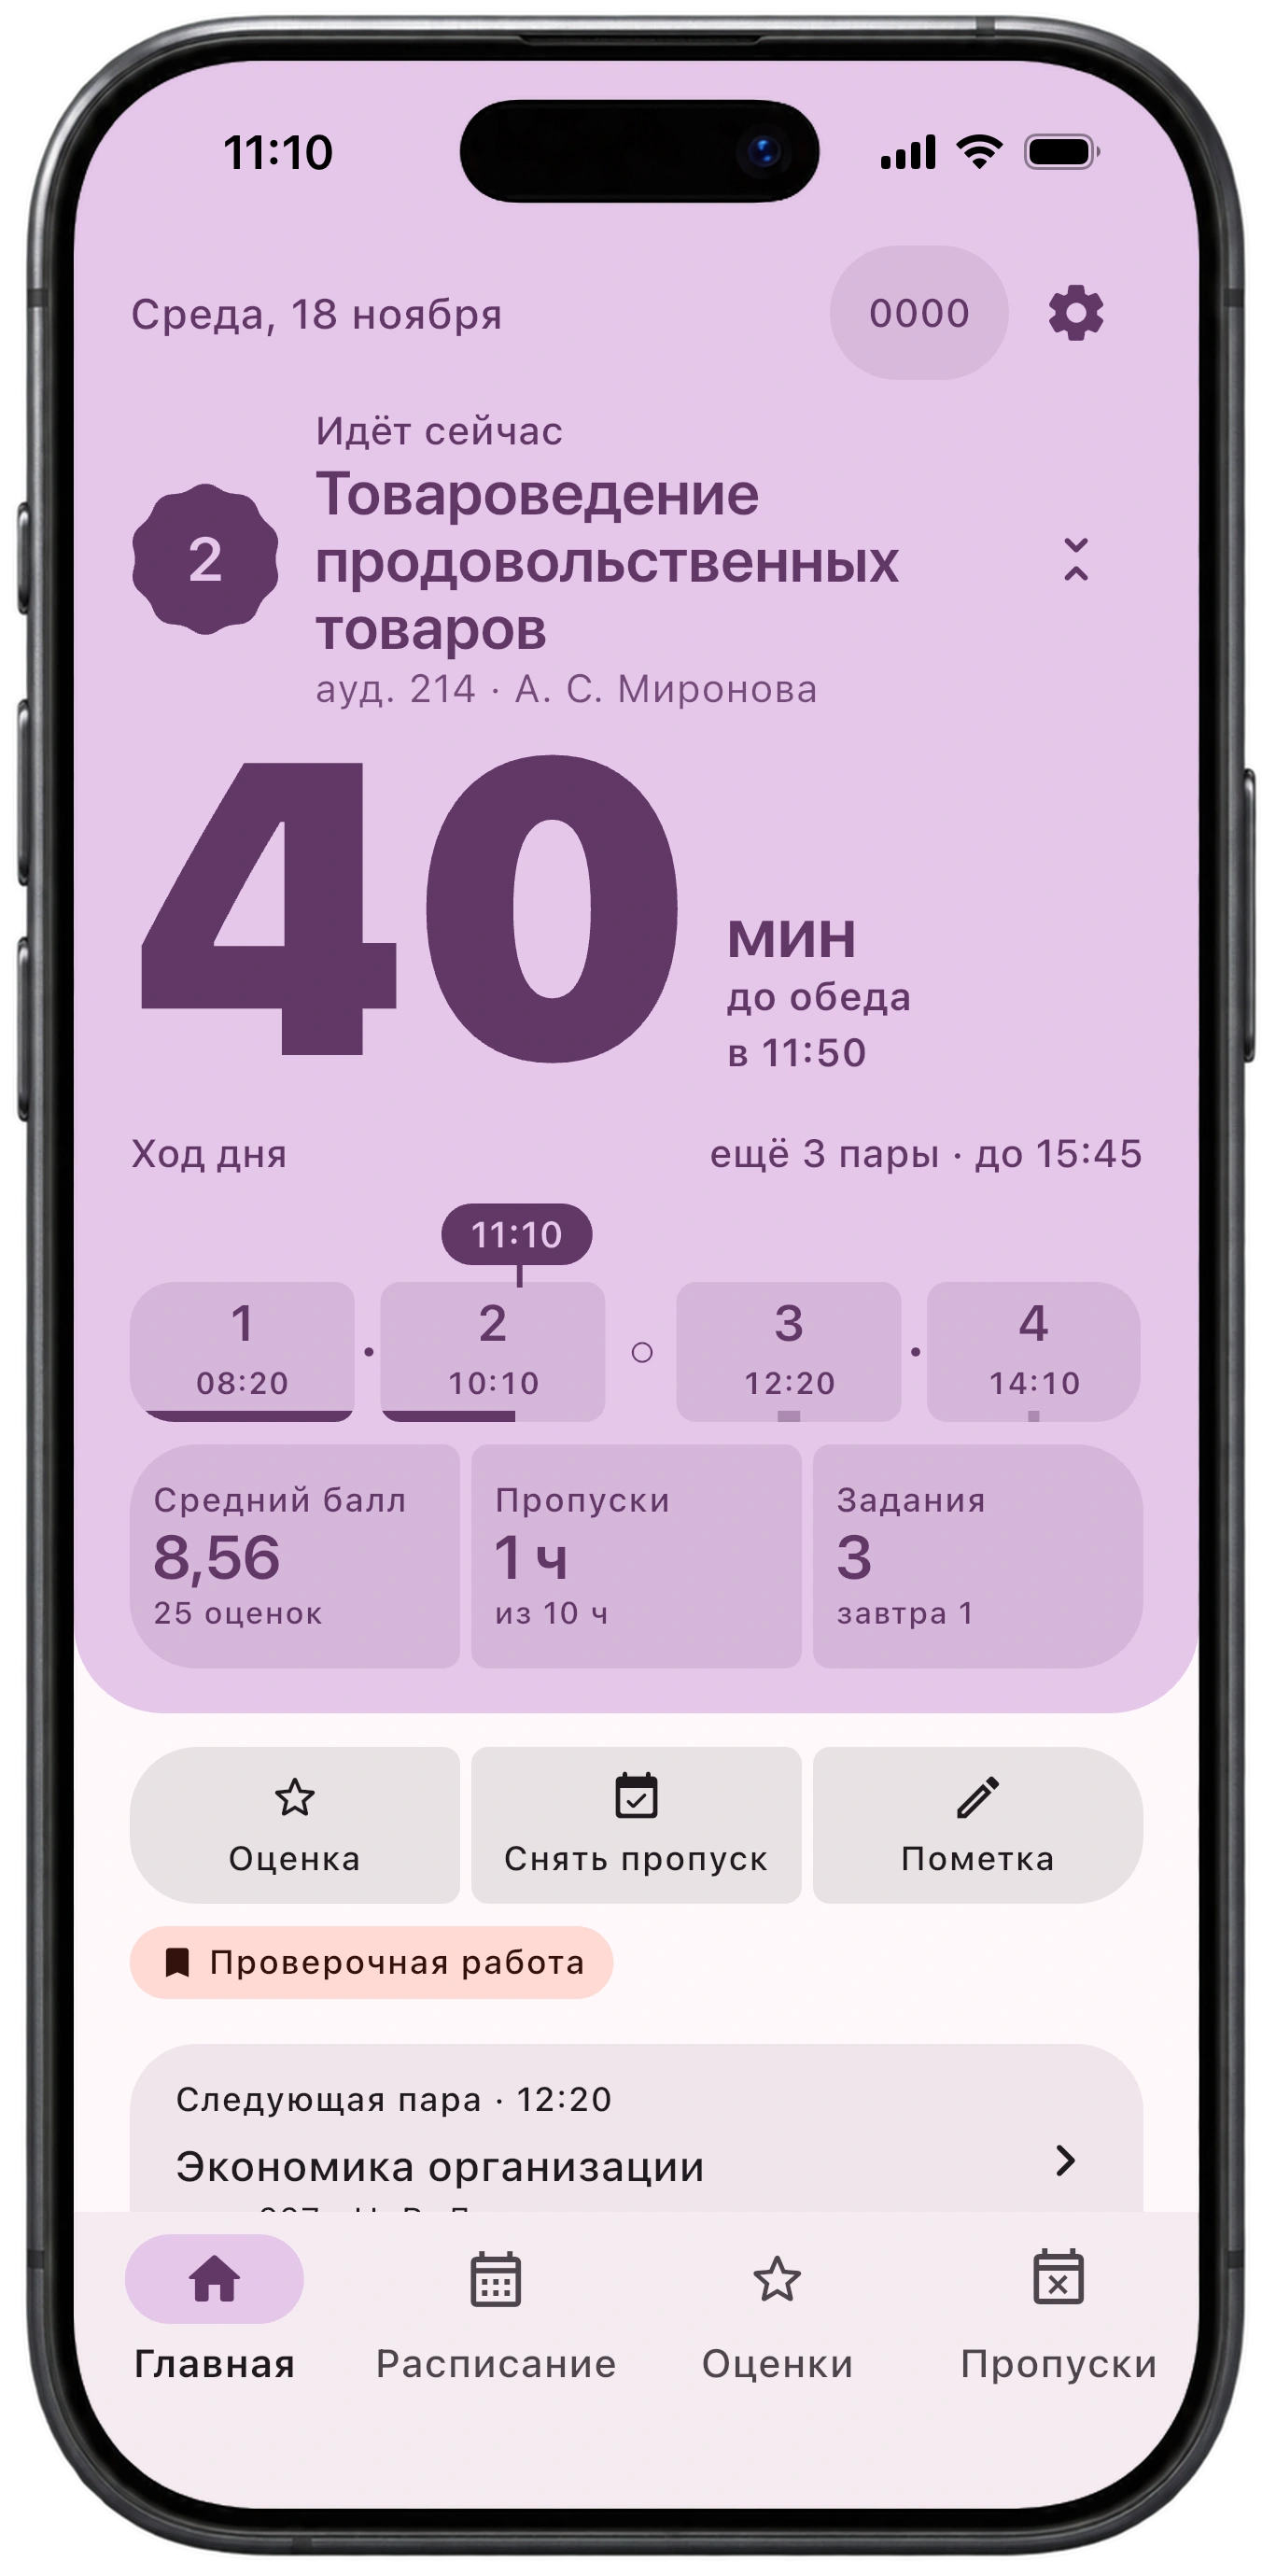 11:10
Среда, 18 ноября
0000
Идёт сейчас
2
Товароведение
продовольственных
товаров
ауд. 214 · А. С. Миронова
40
мин
до обеда
в 11:50
Ход дня
ещё 3 пары · до 15:45
11:10
1
08:20
2
10:10
3
12:20
4
14:10
Средний балл
8,56
25 оценок
Пропуски
1 ч
из 10 ч
Задания
3
завтра 1
Оценка
Снять пропуск
Пометка
Проверочная работа
Следующая пара · 12:20
Экономика организации
Главная
Расписание
Оценки
Пропуски